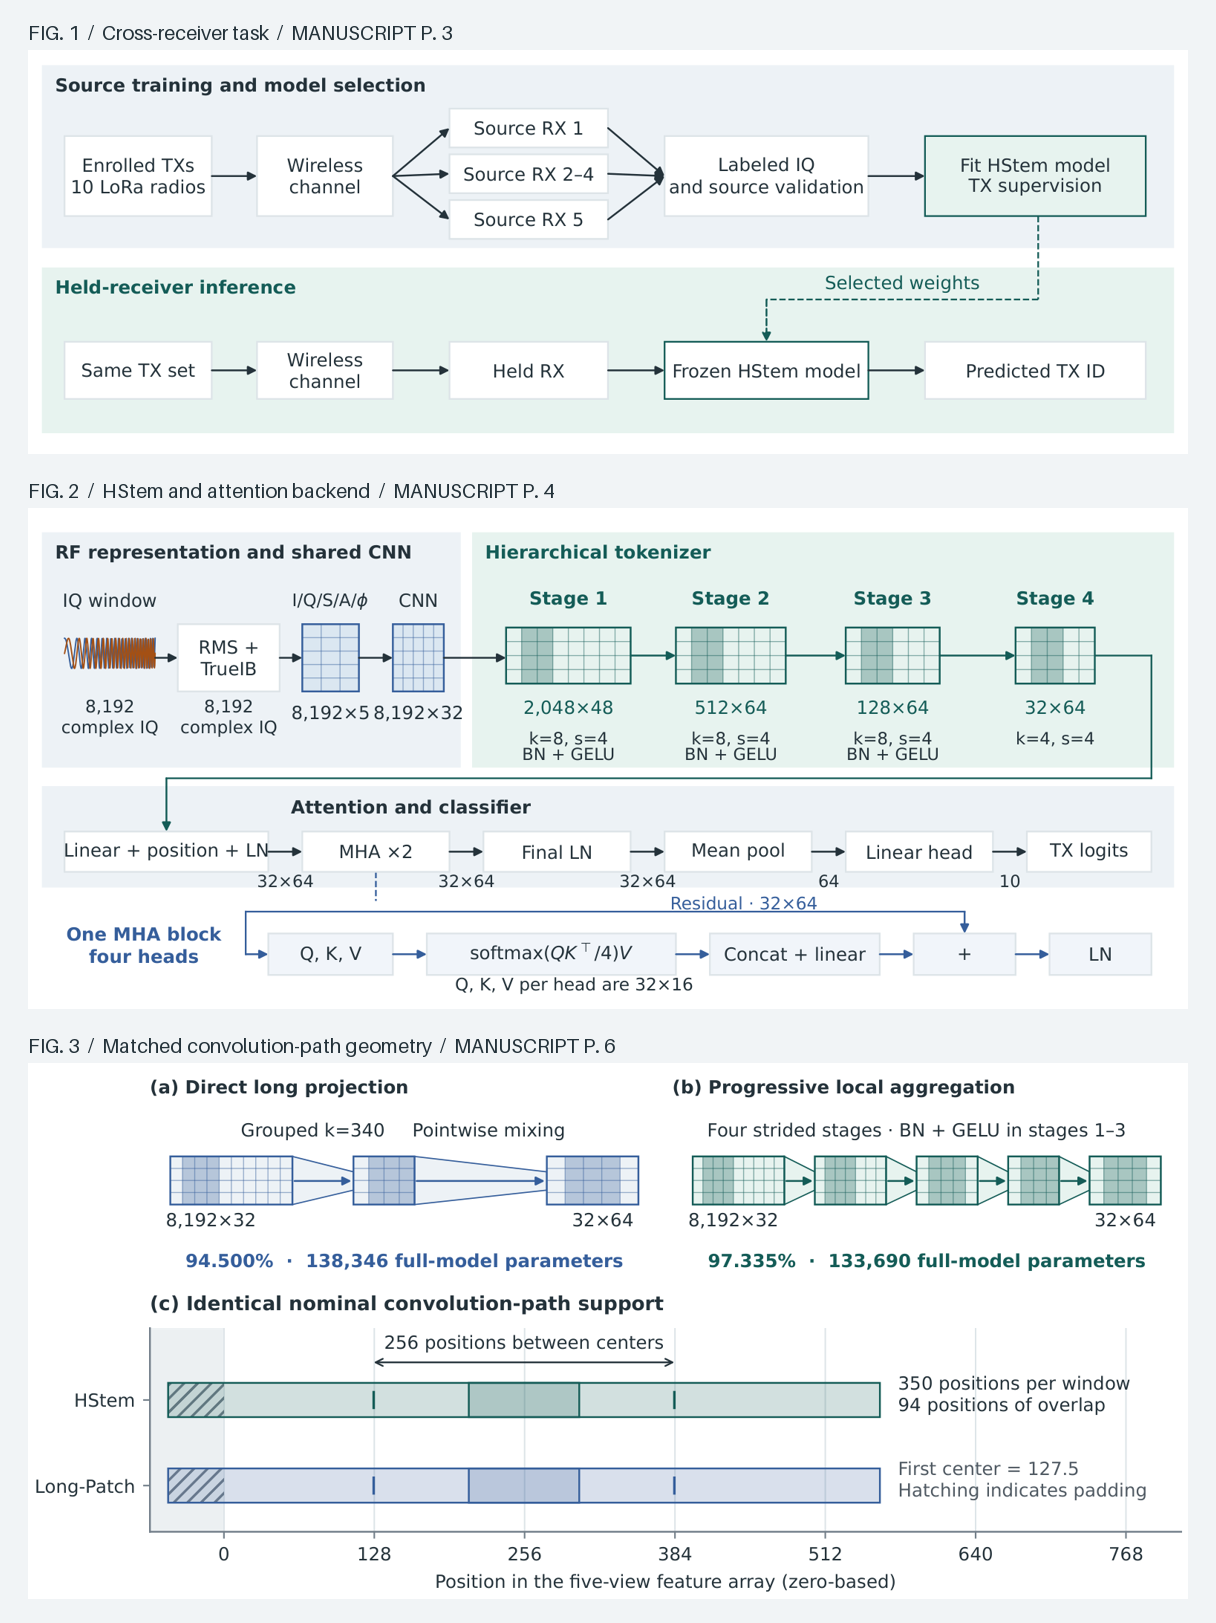 FIG. 1 / Cross-receiver task / MANUSCRIPT P. 3
Source training and model selection
Enrolled TXs
10 LoRa radios
Wireless
channel
Source RX 1
Source RX 2–4
Source RX 5
Labeled IQ
and source validation
Fit HStem model
TX supervision
Held-receiver inference
Selected weights
Same TX set
Wireless
channel
Held RX
Frozen HStem model
Predicted TX ID
FIG. 2 / HStem and attention backend / MANUSCRIPT P. 4
RF representation and shared CNN
IQ window
I/Q/S/A/ϕ
CNN
RMS +
TrueIB
8,192
complex IQ
8,192
complex IQ
8,192×5
8,192×32
Hierarchical tokenizer
Stage 1
Stage 2
Stage 3
Stage 4
2,048×48
512×64
128×64
32×64
k=8, s=4
BN + GELU
k=8, s=4
BN + GELU
k=8, s=4
BN + GELU
k=4, s=4
Attention and classifier
Linear + position + LN
MHA ×2
Final LN
Mean pool
Linear head
TX logits
32×64
32×64
32×64
64
10
Residual · 32×64
One MHA block
four heads
Q, K, V
softmax(QK⊤/4)V
Concat + linear
+
LN
Q, K, V per head are 32×16
FIG. 3 / Matched convolution-path geometry / MANUSCRIPT P. 6
(a) Direct long projection
Grouped k=340
Pointwise mixing
8,192×32
32×64
94.500% · 138,346 full-model parameters
(b) Progressive local aggregation
Four strided stages · BN + GELU in stages 1–3
8,192×32
32×64
97.335% · 133,690 full-model parameters
(c) Identical nominal convolution-path support
256 positions between centers
HStem
350 positions per window
94 positions of overlap
Long-Patch
First center = 127.5
Hatching indicates padding
0
128
256
384
512
640
768
Position in the five-view feature array (zero-based)